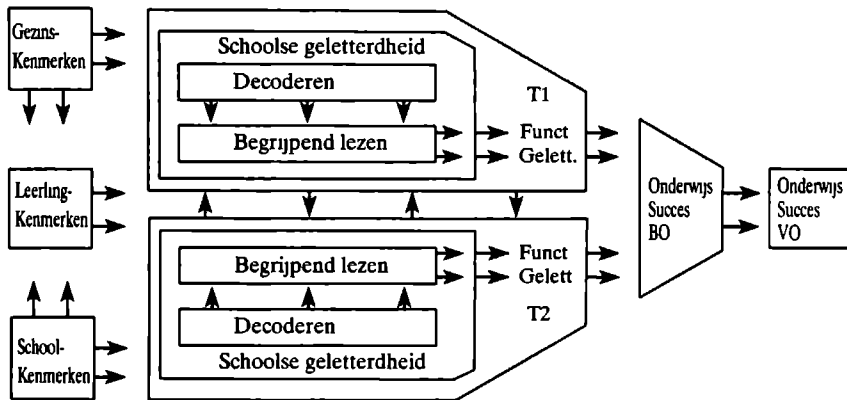 Gezins-
Kenmerken
Schoolse geletterdheid
Decoderen
T1
Begrijpend lezen
Funct
Gelett.
Leerling-
Kenmerken
Onderwijs
Succes
BO
Onderwijs
Succes
VO
Begrijpend lezen
Funct
Gelett
Decoderen
T2
School-
Kenmerken
Schoolse geletterdheid